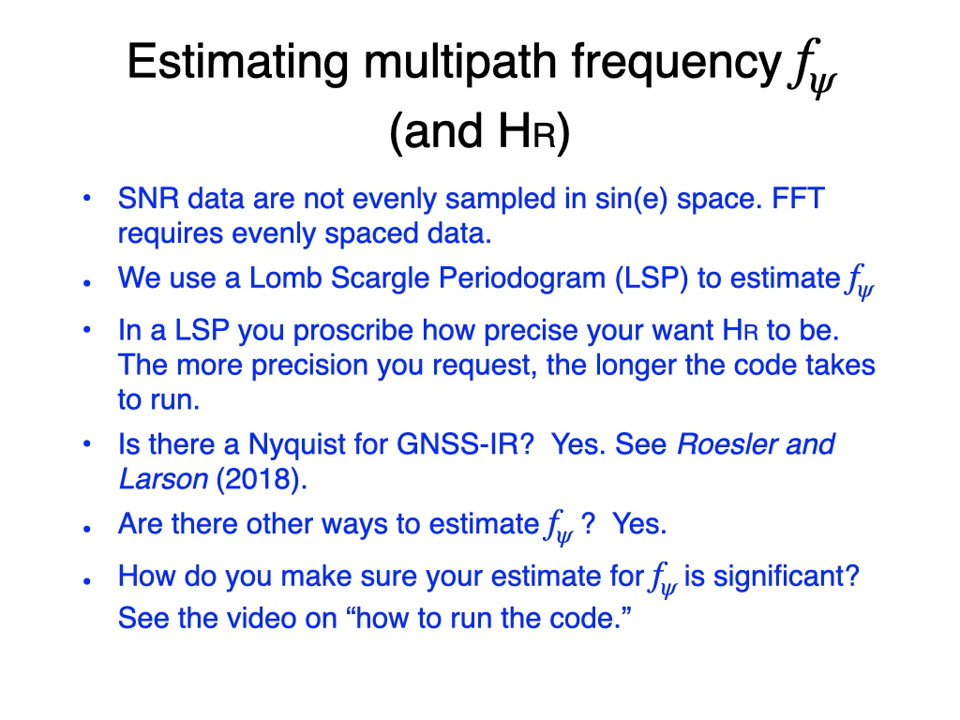 Estimating multipath frequency fψ
(and HR)
• SNR data are not evenly sampled in sin(e) space. FFT
requires evenly spaced data.
• We use a Lomb Scargle Periodogram (LSP) to estimate fψ
• In a LSP you proscribe how precise your want HR to be.
The more precision you request, the longer the code takes
to run.
• Is there a Nyquist for GNSS-IR? Yes. See Roesler and
Larson (2018).
• Are there other ways to estimate fψ ? Yes.
• How do you make sure your estimate for fψ is significant?
See the video on “how to run the code.”